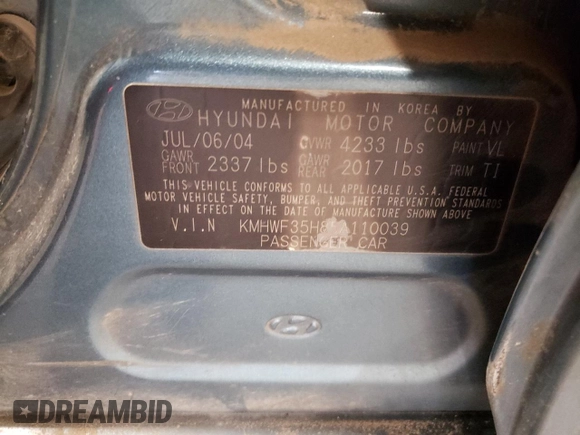 MANUFACTURED IN KOREA BY
HYUNDAI MOTOR COMPANY
JUL/06/04 GVWR 4233 lbs PAINT VL
GAWR FRONT 2337 lbs GAWR REAR 2017 lbs TRIM TI
THIS VEHICLE CONFORMS TO ALL APPLICABLE U.S.A. FEDERAL
MOTOR VEHICLE SAFETY, BUMPER, AND THEFT PREVENTION STANDARDS
IN EFFECT ON THE DATE OF MANUFACTURE SHOWN ABOVE
V.I.N
PASSENGER CAR
DREAMBID